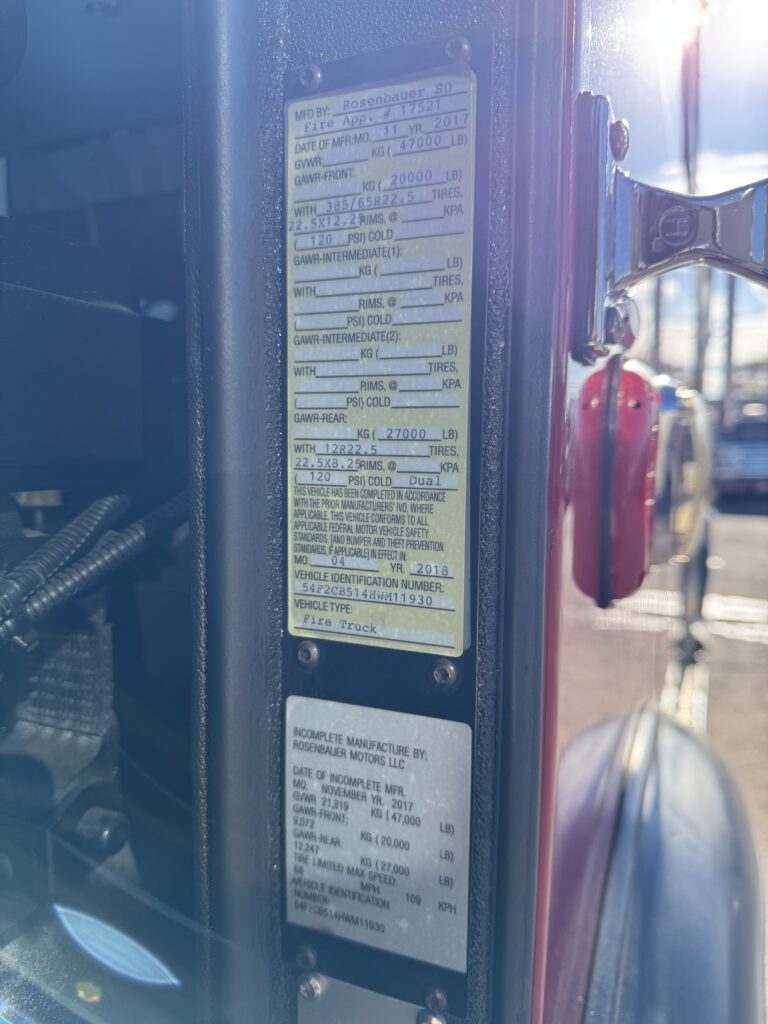 MFD BY: Rosenbauer SD
Fire App. # 17521
DATE OF MFR: MO. 11 YR. 2017
GVWR: KG ( 47000 LB)
GAWR-FRONT:
KG ( 20000 LB)
WITH 385/65R22.5 TIRES,
22.5X12.25 RIMS, @ KPA
( 120 PSI) COLD
GAWR-INTERMEDIATE(1):
KG ( LB)
WITH TIRES,
RIMS, @ KPA
( PSI) COLD
GAWR-INTERMEDIATE(2):
KG ( LB)
WITH TIRES,
RIMS, @ KPA
( PSI) COLD
GAWR-REAR:
KG ( 27000 LB)
WITH 12R22.5 TIRES,
22.5X8.25 RIMS, @ KPA
( 120 PSI) COLD Dual
THIS VEHICLE HAS BEEN COMPLETED IN ACCORDANCE
WITH THE PRIOR MANUFACTURERS' IVD, WHERE
APPLICABLE. THIS VEHICLE CONFORMS TO ALL
APPLICABLE FEDERAL MOTOR VEHICLE SAFETY
STANDARDS, [AND BUMPER AND THEFT PREVENTION
STANDARDS, IF APPLICABLE] IN EFFECT IN:
MO. 04 YR. 2018
VEHICLE IDENTIFICATION NUMBER:
54F2CB514HWM11930
VEHICLE TYPE:
Fire Truck
INCOMPLETE MANUFACTURE BY:
ROSENBAUER MOTORS LLC
DATE OF INCOMPLETE MFR.
MO. NOVEMBER YR. 2017
GVWR 21,319 KG ( 47,000 LB)
GAWR-FRONT:
9,072 KG ( 20,000 LB)
GAWR-REAR:
12,247 KG ( 27,000 LB)
TIRE LIMITED MAX SPEED:
68 MPH 109 KPH
VEHICLE IDENTIFICATION
NUMBER:
54F2CB514HWM11930
H